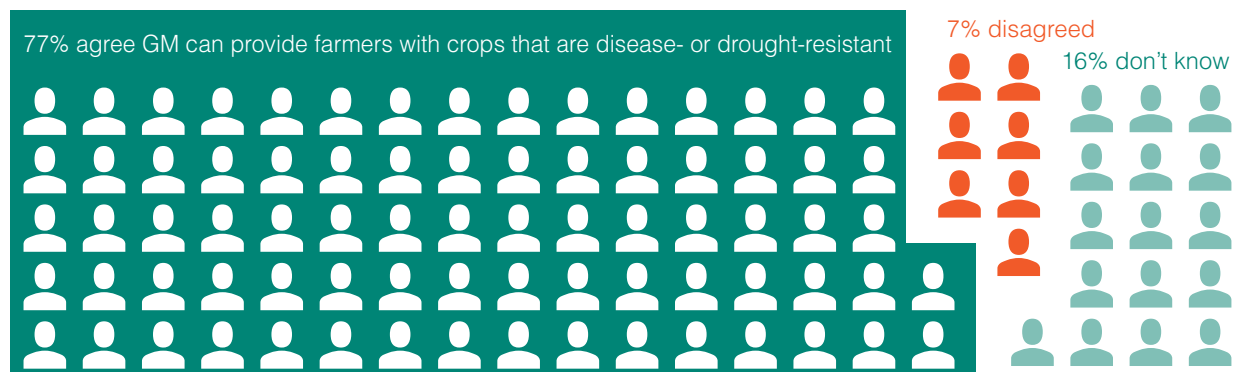 77% agree GM can provide farmers with crops that are disease- or drought-resistant
7% disagreed
16% don’t know